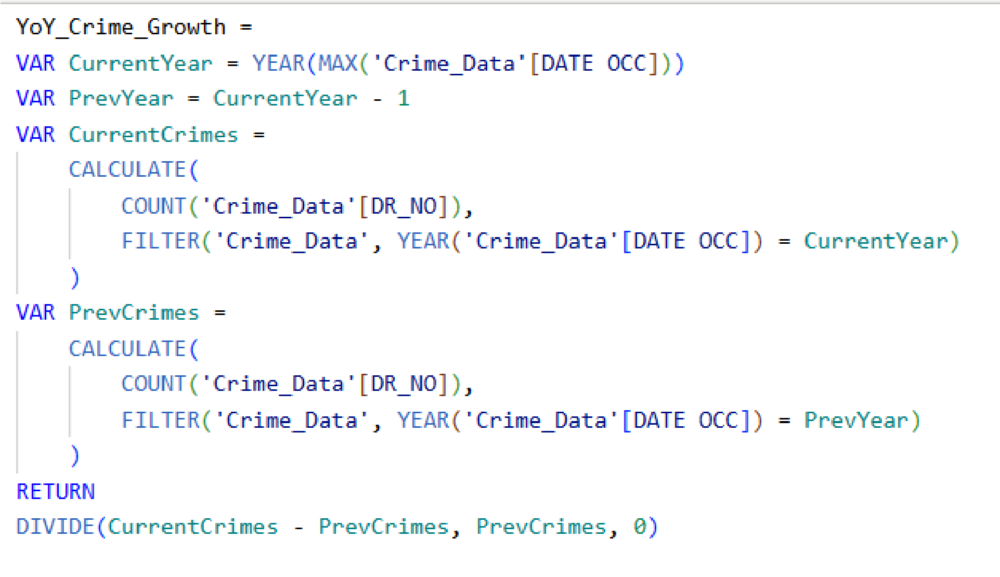 YoY_Crime_Growth =
VAR CurrentYear = YEAR(MAX('Crime_Data'[DATE OCC]))
VAR PrevYear = CurrentYear - 1
VAR CurrentCrimes =
    CALCULATE(
        COUNT('Crime_Data'[DR_NO]),
        FILTER('Crime_Data', YEAR('Crime_Data'[DATE OCC]) = CurrentYear)
    )
VAR PrevCrimes =
    CALCULATE(
        COUNT('Crime_Data'[DR_NO]),
        FILTER('Crime_Data', YEAR('Crime_Data'[DATE OCC]) = PrevYear)
    )
RETURN
DIVIDE(CurrentCrimes - PrevCrimes, PrevCrimes, 0)